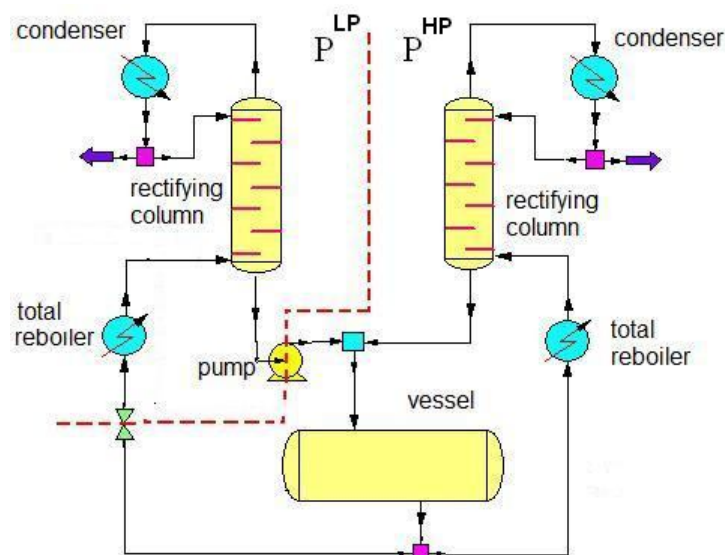 condenser
P LP
P HP
condenser
rectifying
column
rectifying
column
total
reboiler
pump
total
reboiler
vessel